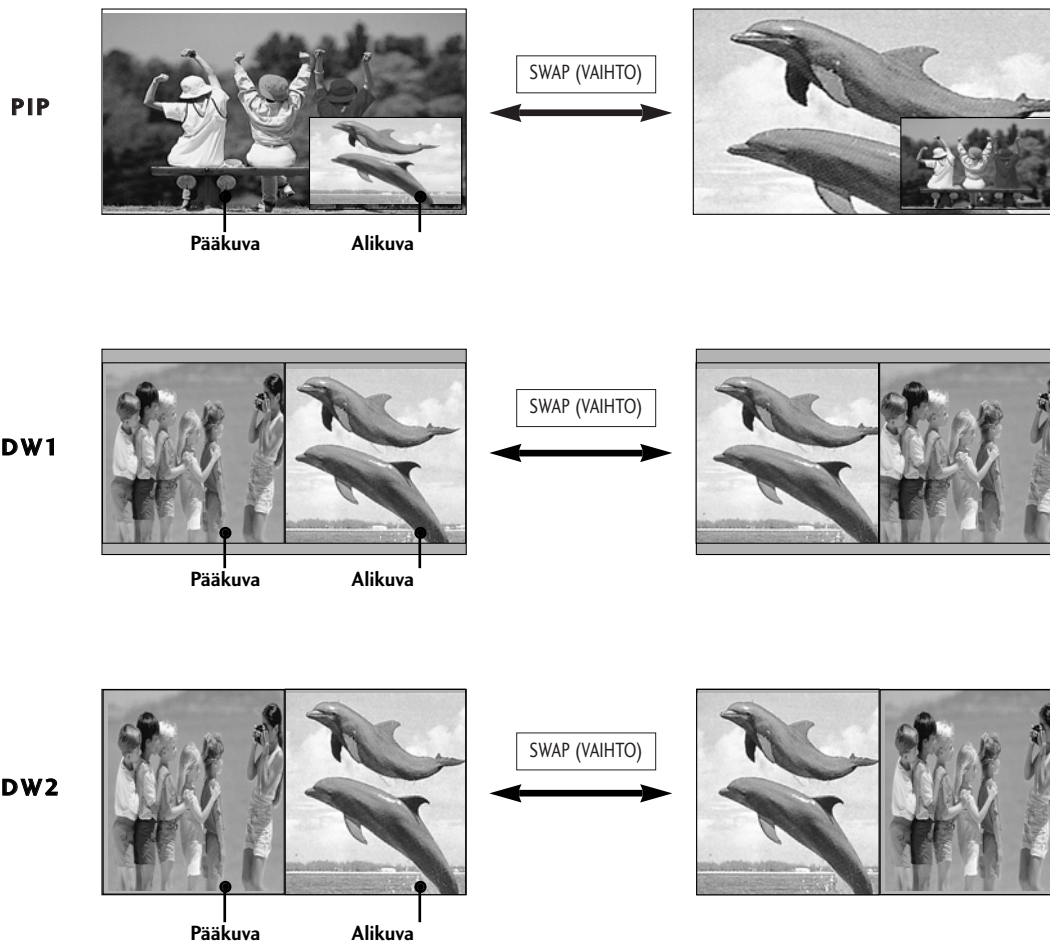 PIP
SWAP (VAIHTO)
Pääkuva
Alikuva
DW1
SWAP (VAIHTO)
Pääkuva
Alikuva
DW2
SWAP (VAIHTO)
Pääkuva
Alikuva